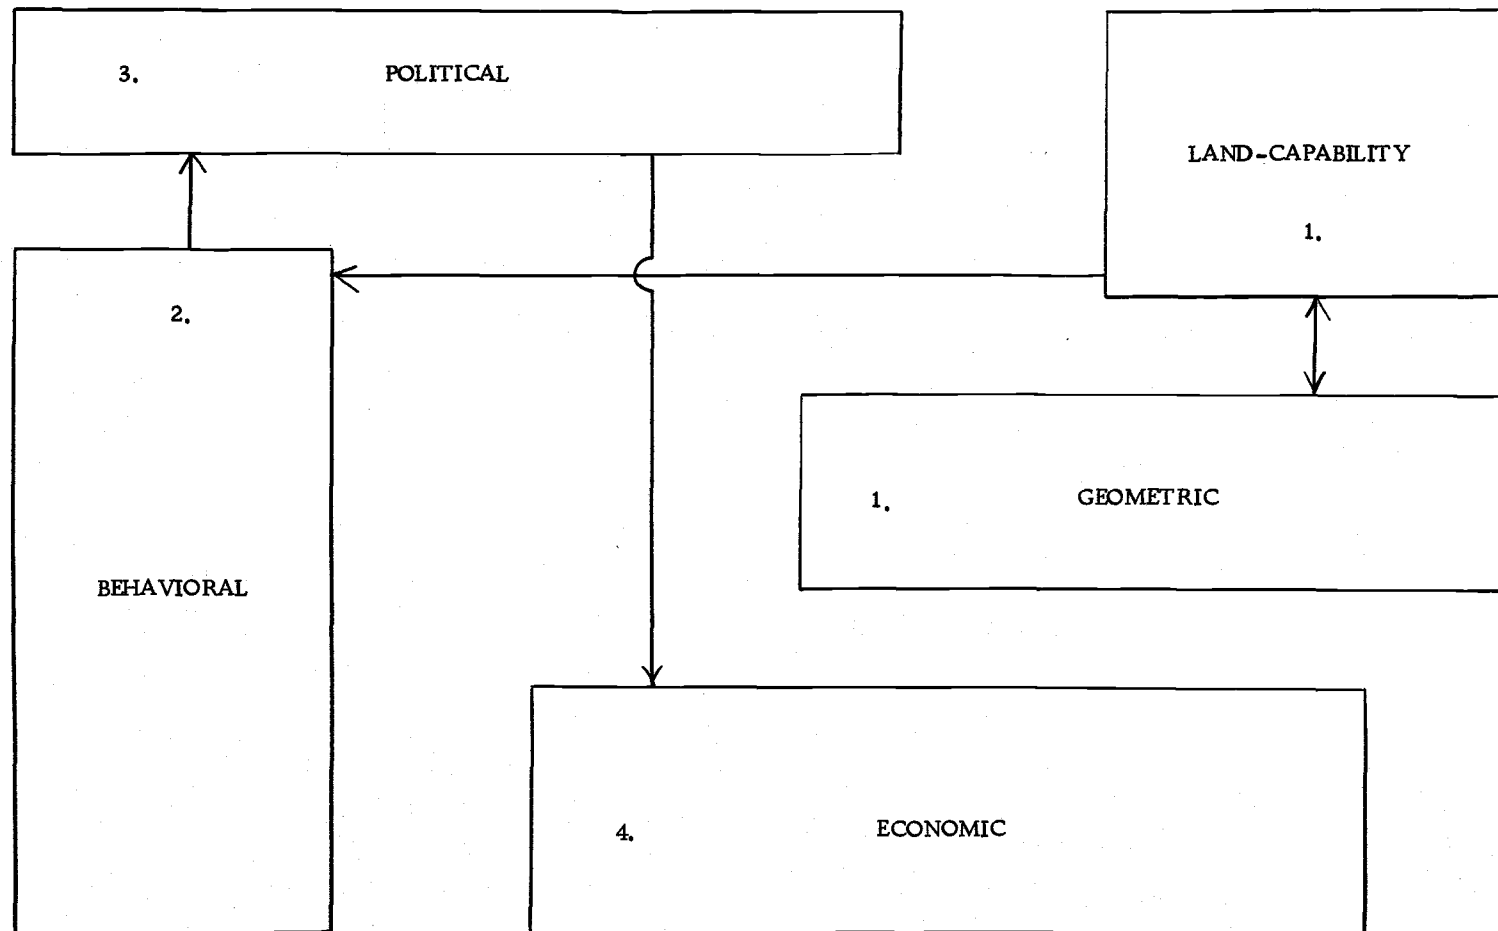 3. POLITICAL
LAND-CAPABILITY
1.
2.
1. GEOMETRIC
BEHAVIORAL
4. ECONOMIC